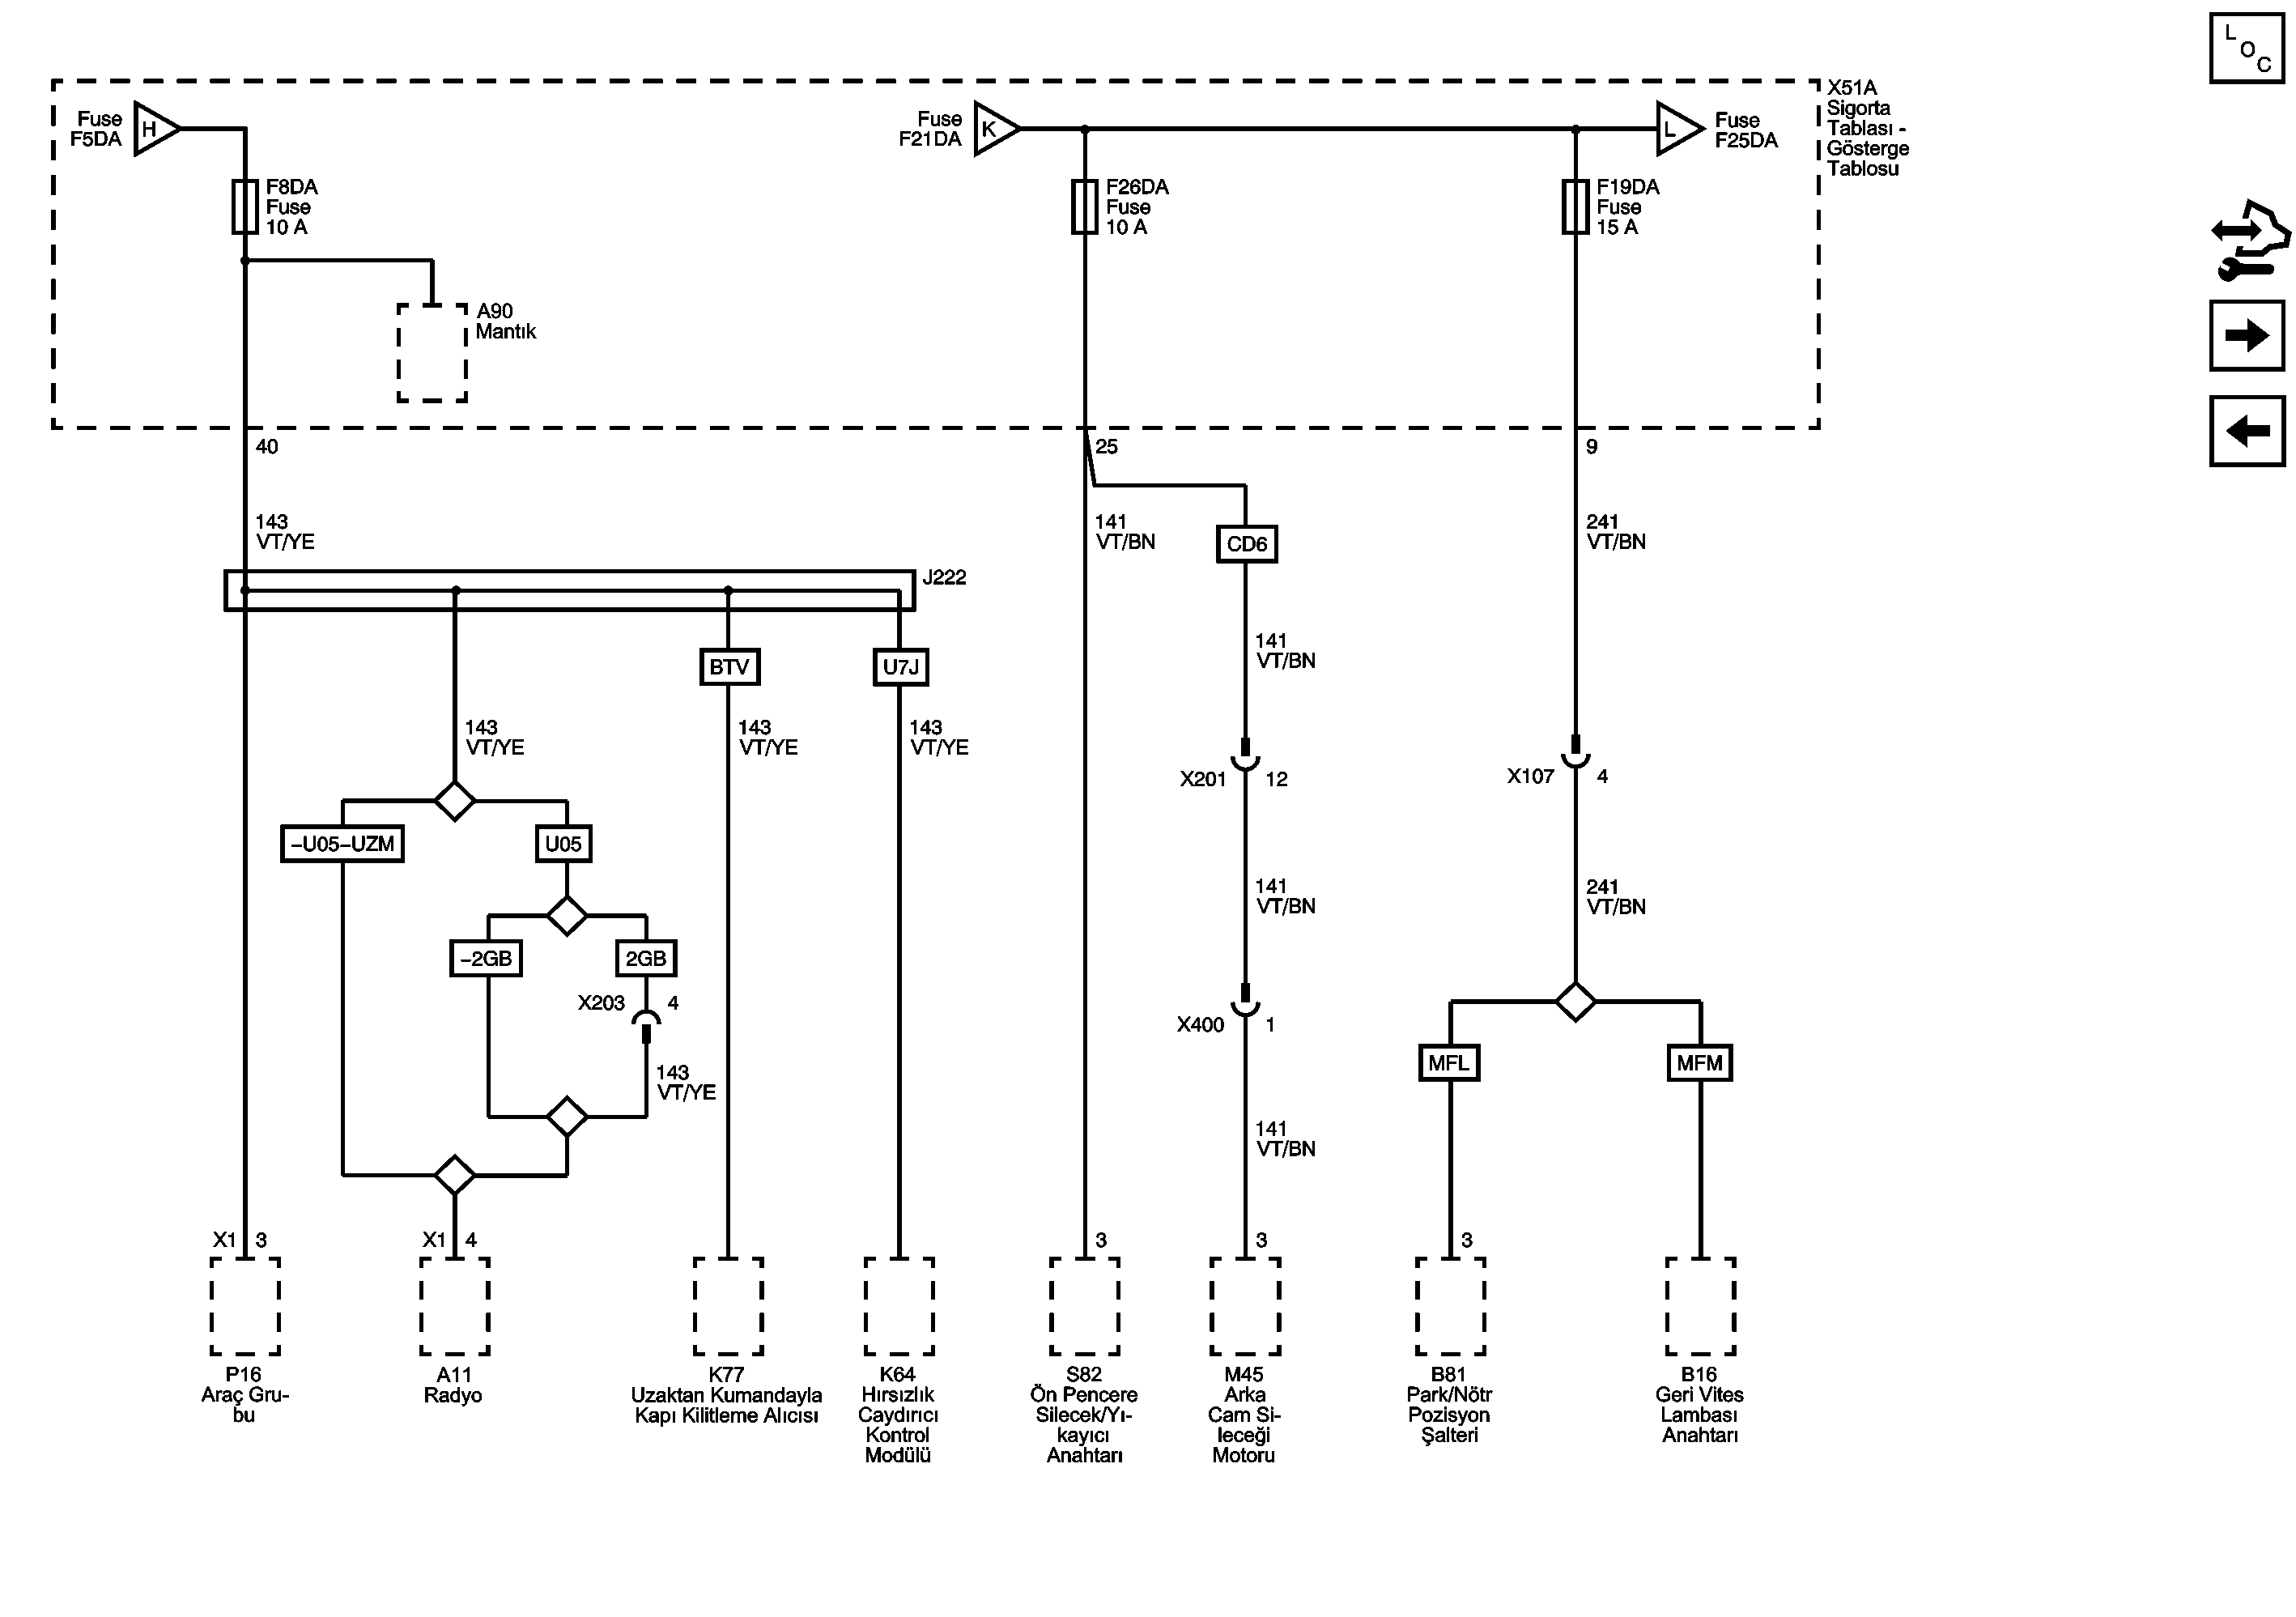 L
O
C
X51A
Sigorta
Tablası -
Gösterge
Tablosu
Fuse
F5DA
H
Fuse
F21DA
K
L
Fuse
F25DA
F8DA
Fuse
10 A
F26DA
Fuse
10 A
F19DA
Fuse
15 A
A90
Mantık
40
25
9
143
VT/YE
141
VT/BN
CD6
241
VT/BN
J222
BTV
U7J
141
VT/BN
143
VT/YE
143
VT/YE
143
VT/YE
X201
12
X107
4
–U05–UZM
U05
141
VT/BN
241
VT/BN
–2GB
2GB
X203
4
X400
1
143
VT/YE
MFL
MFM
141
VT/BN
X1
3
X1
4
3
3
3
P16
Araç Gru-
bu
A11
Radyo
K77
Uzaktan Kumandayla
Kapı Kilitleme Alıcısı
K64
Hırsızlık
Caydırıcı
Kontrol
Modülü
S82
Ön Pencere
Silecek/Yı-
kayıcı
Anahtarı
M45
Arka
Cam Si-
leceği
Motoru
B81
Park/Nötr
Pozisyon
Şalteri
B16
Geri Vites
Lambası
Anahtarı